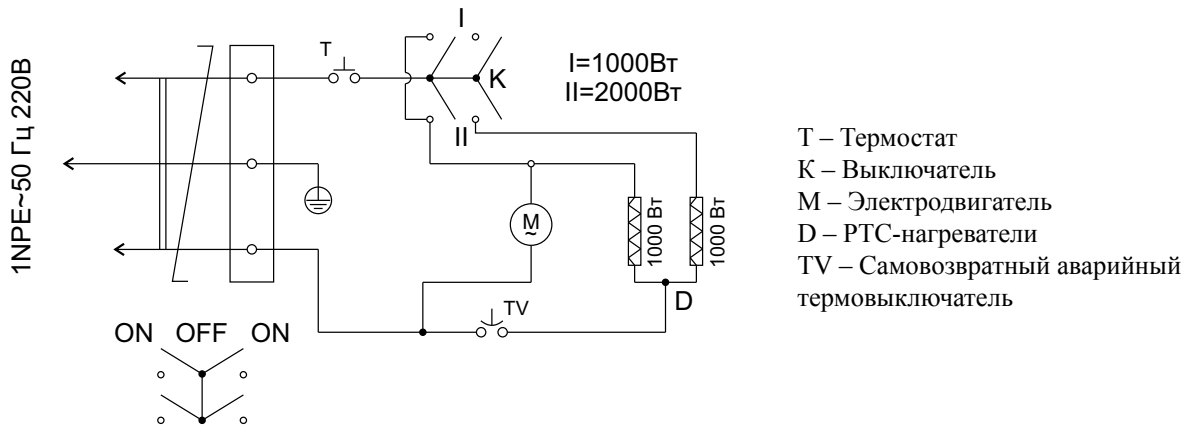 1NPE~50 Гц 220В
T
I
K
II
I=1000Вт
II=2000Вт
M
~
1000 Вт
1000 Вт
D
TV
ON OFF ON
Т – Термостат
К – Выключатель
М – Электродвигатель
D – РТС-нагреватели
TV – Самовозвратный аварийный
термовыключатель